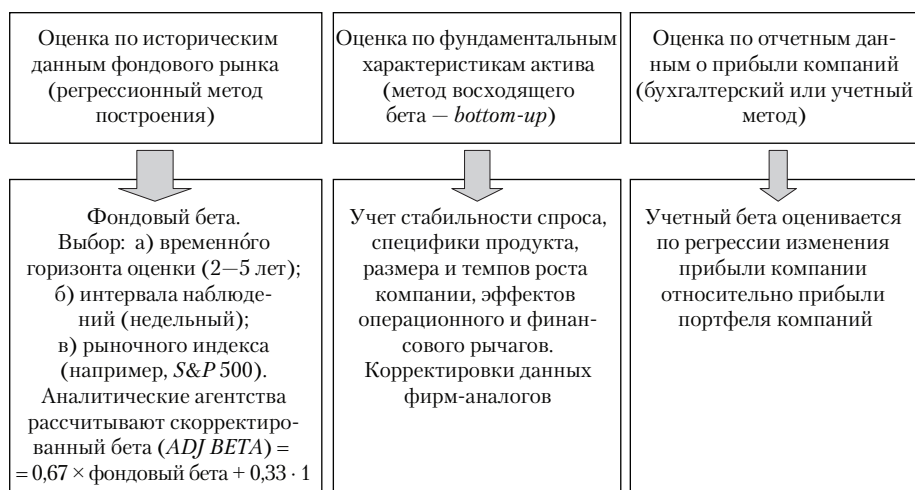 Оценка по историческим
данным фондового рынка
(регрессионный метод
построения)
Оценка по фундаментальным
характеристикам актива
(метод восходящего
бета — bottom-up)
Оценка по отчетным дан-
ным о прибыли компаний
(бухгалтерский или учетный
метод)
Фондовый бета.
Выбор: а) временно́го
горизонта оценки (2—5 лет);
б) интервала наблюде-
ний (недельный);
в) рыночного индекса
(например, S&P 500).
Аналитические агентства
рассчитывают скорректиро-
ванный бета (ADJ BETA) =
= 0,67 × фондовый бета + 0,33 · 1
Учет стабильности спроса,
специфики продукта,
размера и темпов роста
компании, эффектов
операционного и финан-
сового рычагов.
Корректировки данных
фирм-аналогов
Учетный бета оценивается
по регрессии изменения
прибыли компании
относительно прибыли
портфеля компаний